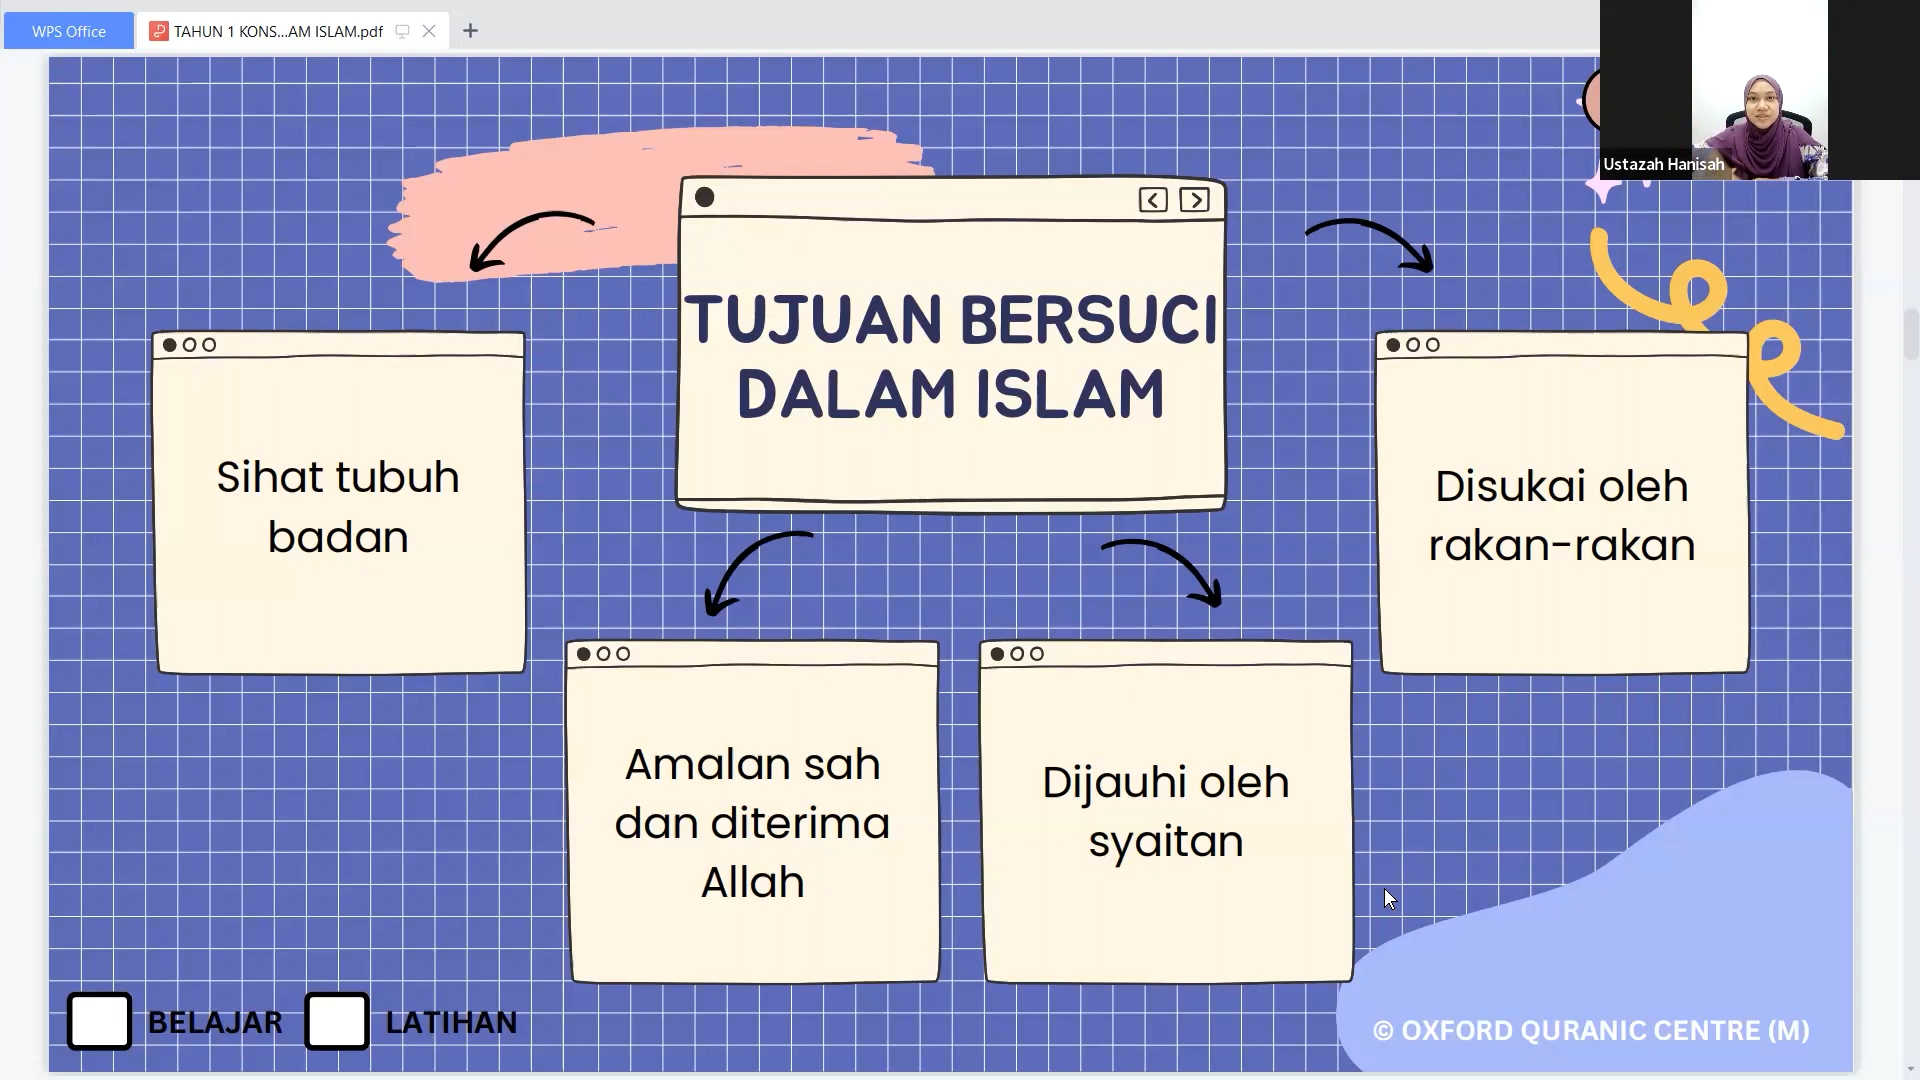 WPS Office
TAHUN 1 KONS...AM ISLAM.pdf
Ustazah Hanisah
TUJUAN BERSUCI
DALAM ISLAM
Sihat tubuh
badan
Disukai oleh
rakan-rakan
Amalan sah
dan diterima
Allah
Dijauhi oleh
syaitan
BELAJAR
LATIHAN
© OXFORD QURANIC CENTRE (M)